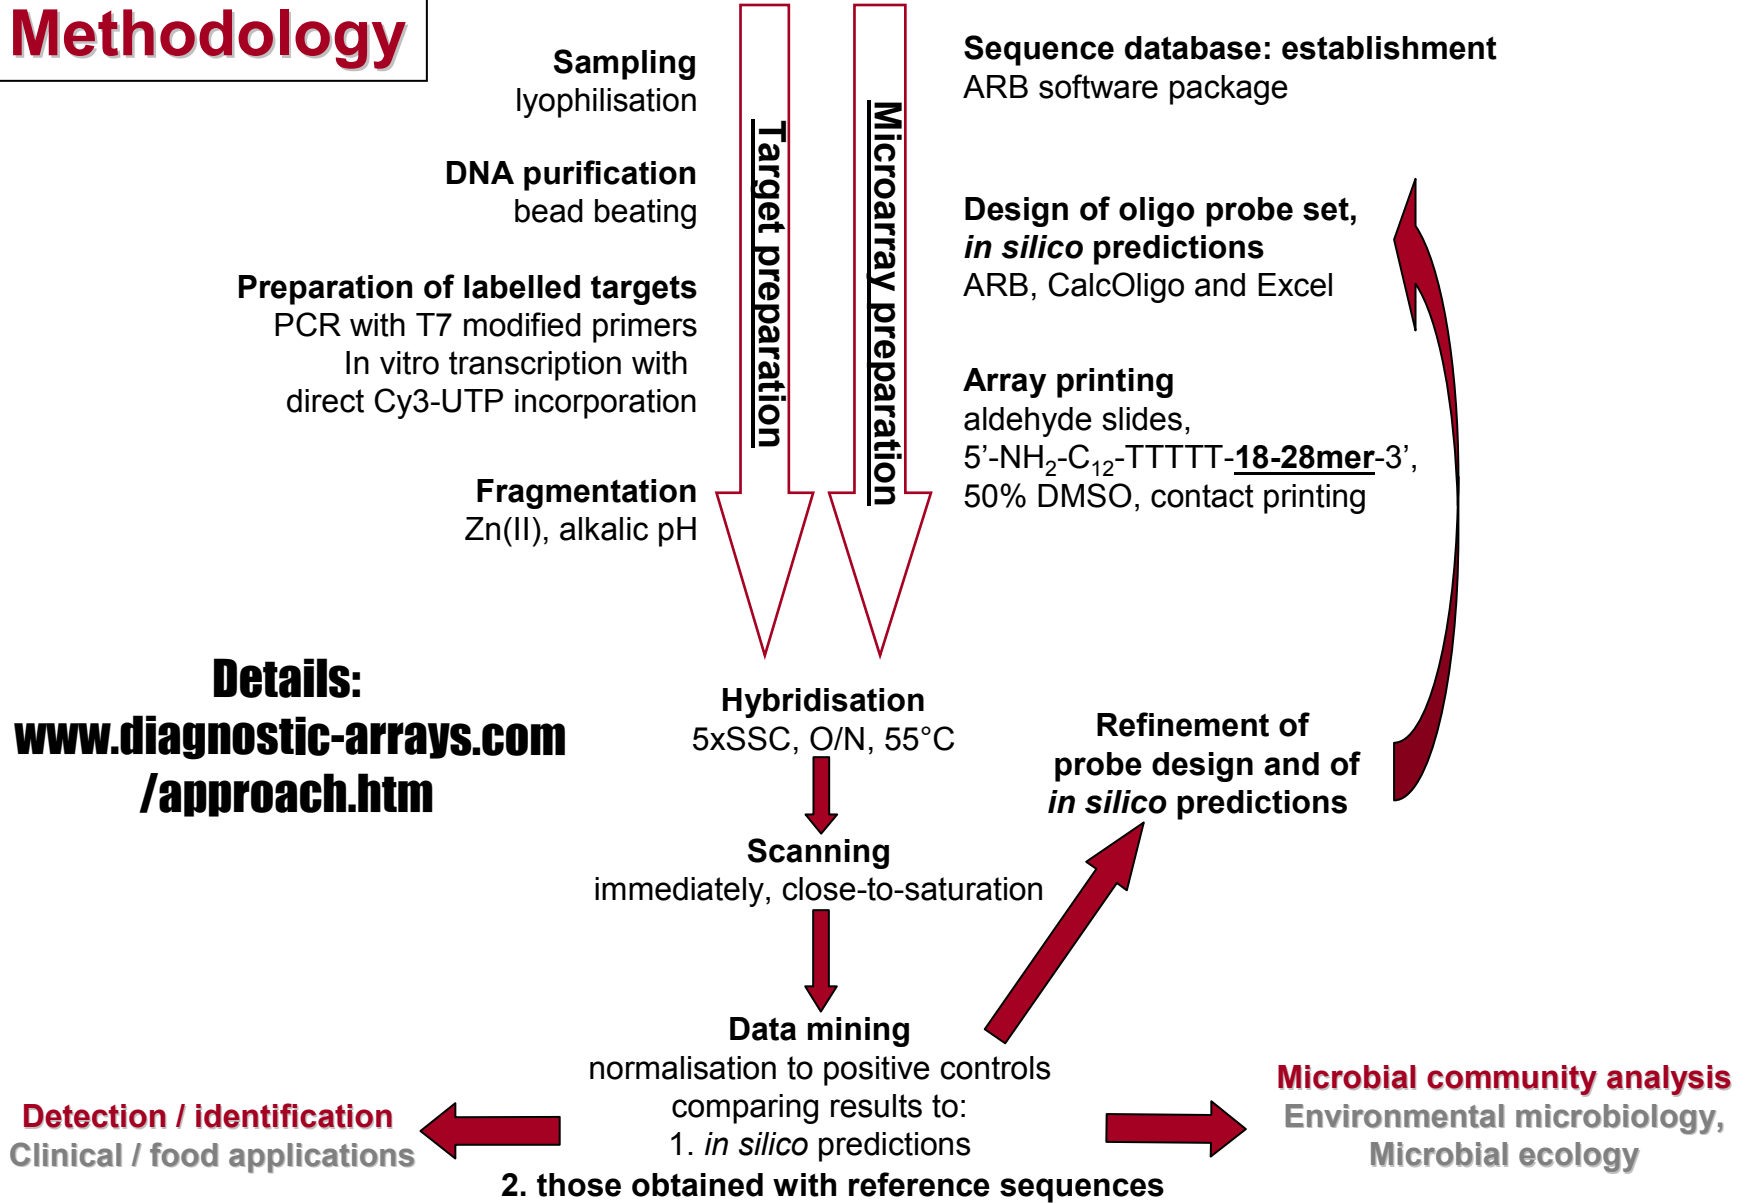 Methodology
Sampling
lyophilisation
DNA purification
bead beating
Preparation of labelled targets
PCR with T7 modified primers
In vitro transcription with
direct Cy3-UTP incorporation
Fragmentation
Zn(II), alkalic pH
Target preparation
Microarray preparation
Sequence database: establishment
ARB software package
Design of oligo probe set,
in silico predictions
ARB, CalcOligo and Excel
Array printing
aldehyde slides,
5’-NH₂-C₁₂-TTTTT-18-28mer-3’,
50% DMSO, contact printing
Details:
www.diagnostic-arrays.com
/approach.htm
Hybridisation
5xSSC, O/N, 55°C
Refinement of
probe design and of
in silico predictions
Scanning
immediately, close-to-saturation
Data mining
normalisation to positive controls
comparing results to:
1. in silico predictions
2. those obtained with reference sequences
Detection / identification
Clinical / food applications
Microbial community analysis
Environmental microbiology,
Microbial ecology